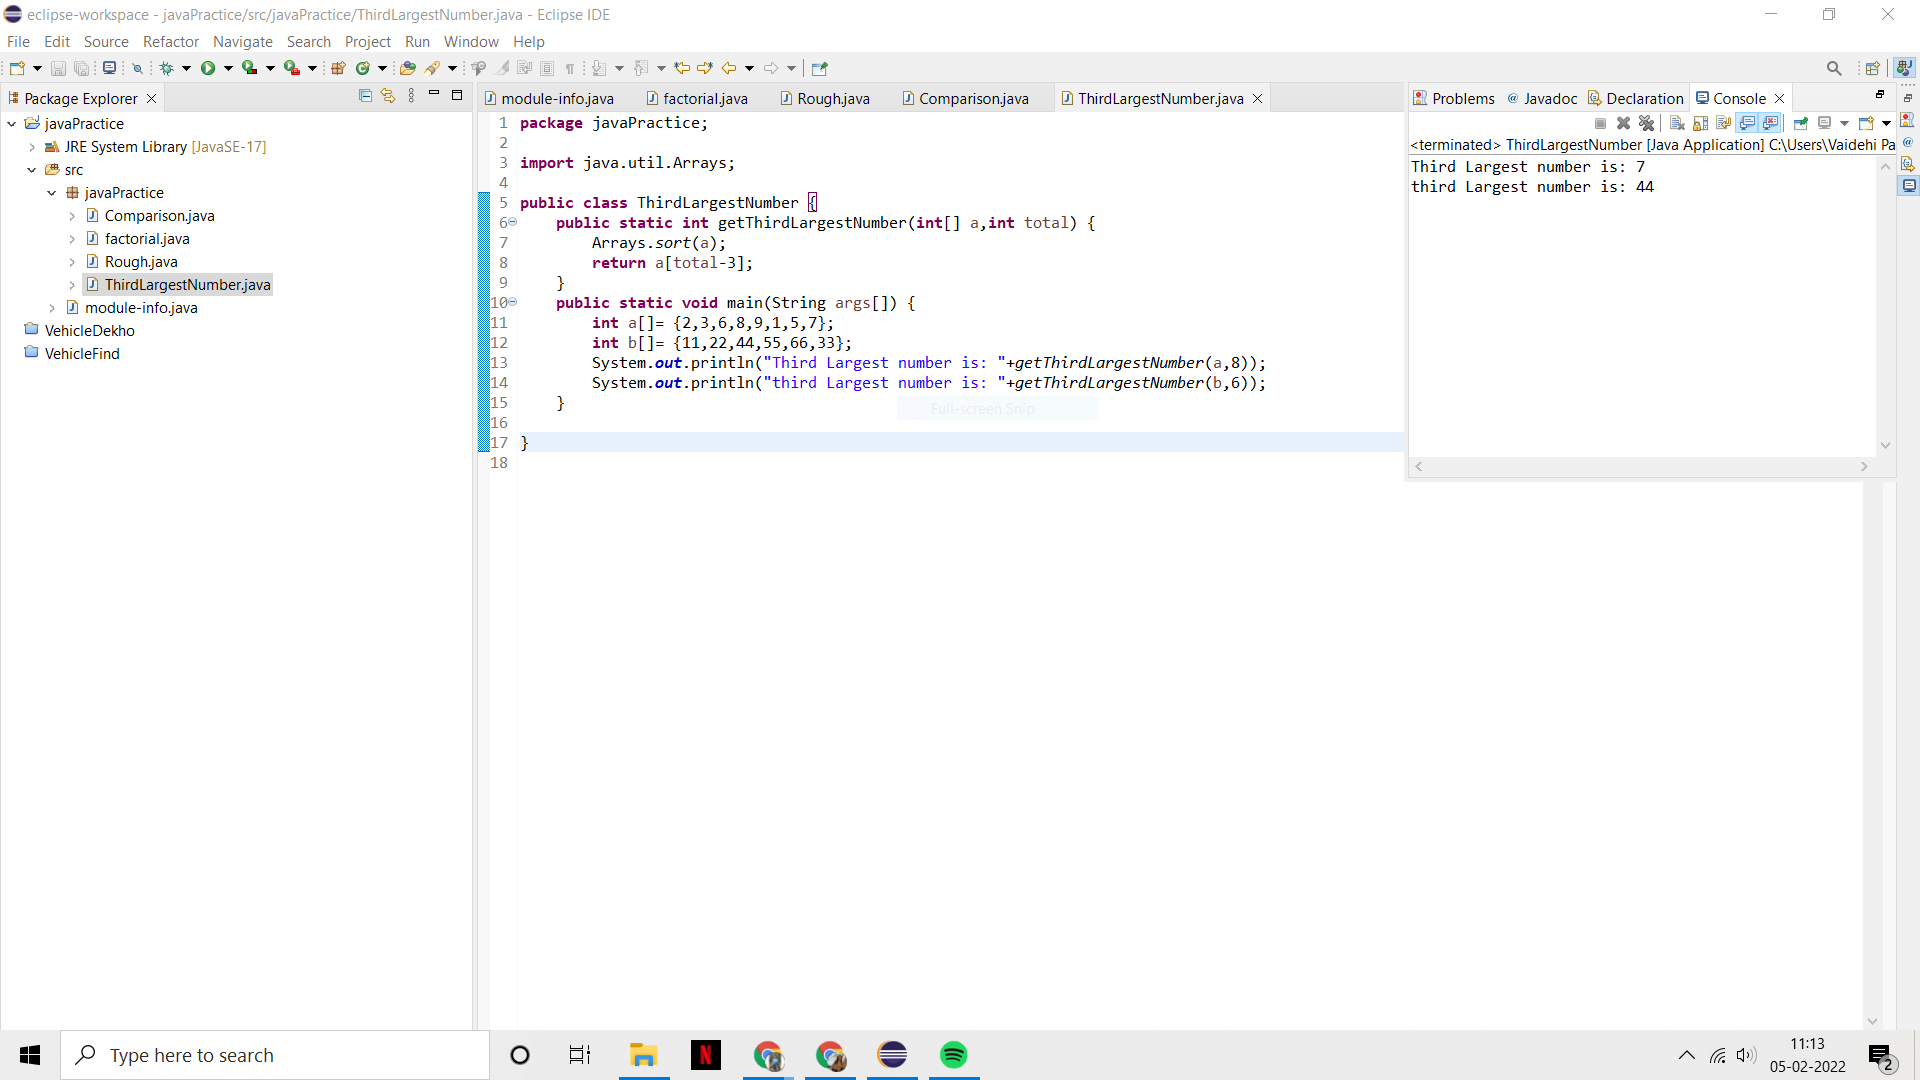 eclipse-workspace - javaPractice/src/javaPractice/ThirdLargestNumber.java - Eclipse IDE
File Edit Source Refactor Navigate Search Project Run Window Help
Package Explorer
javaPractice
JRE System Library [JavaSE-17]
src
javaPractice
Comparison.java
factorial.java
Rough.java
ThirdLargestNumber.java
module-info.java
VehicleDekho
VehicleFind
module-info.java factorial.java Rough.java Comparison.java ThirdLargestNumber.java
1 package javaPractice;
2
3 import java.util.Arrays;
4
5 public class ThirdLargestNumber {
6 public static int getThirdLargestNumber(int[] a,int total) {
7 Arrays.sort(a);
8 return a[total-3];
9 }
10 public static void main(String args[]) {
11 int a[]= {2,3,6,8,9,1,5,7};
12 int b[]= {11,22,44,55,66,33};
13 System.out.println("Third Largest number is: "+getThirdLargestNumber(a,8));
14 System.out.println("third Largest number is: "+getThirdLargestNumber(b,6));
15 }
Full-screen Snip
16
17 }
18
Problems Javadoc Declaration Console
<terminated> ThirdLargestNumber [Java Application] C:\Users\Vaidehi Pa
Third Largest number is: 7
third Largest number is: 44
Type here to search
N
11:13
05-02-2022
2